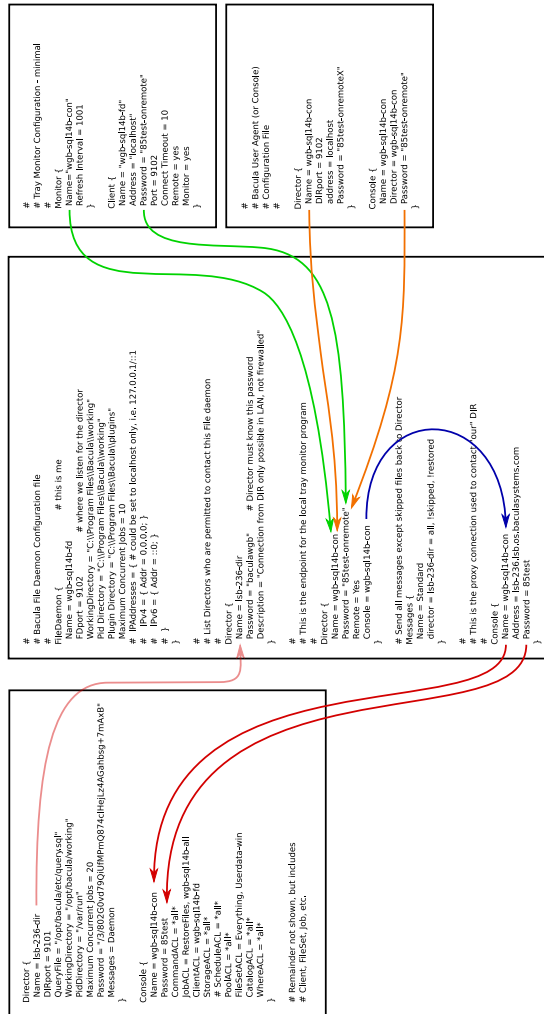 #
# Tray Monitor Configuration - minimal
#
Monitor {
Name="wgb-sql14b-con"
Refresh Interval = 1001
}
Client {
Name = "wgb-sql14b-fd"
Address = "localhost"
Password = "85test-onremote"
Port = 9102
Connect Timeout = 10
Remote = yes
Monitor = yes
}
#
# Bacula User Agent (or Console)
# Configuration File
#
Director {
Name = wgb-sql14b-con
DIRport = 9102
address = localhost
Password = "85test-onremoteX"
}
Console {
Name = wgb-sql14b-con
Director = wgb-sql14b-con
Password = "85test-onremote"
}
#
# Bacula File Daemon Configuration file
#
FileDaemon { # this is me
Name = wgb-sql14b-fd
FDport = 9102 # where we listen for the director
WorkingDirectory = "C:\\Program Files\\Bacula\\working"
Pid Directory = "C:\\Program Files\\Bacula\\working"
Plugin Directory = "C:\\Program Files\\Bacula\\plugins"
Maximum Concurrent Jobs = 10
# IPAddresses = { # could be set to localhost only, i.e. 127.0.0.1/::1
# IPv4 = { Addr = 0.0.0.0; }
# IPv6 = { Addr = ::0; }
# }
}
#
# List Directors who are permitted to contact this File daemon
#
Director {
Name = lsb-236-dir
Password = "baculawgb" # Director must know this password
Description = "Connection from DIR only possible in LAN, not firewalled"
}
#
# This is the endpoint for the local tray monitor program
#
Director {
Name = wgb-sql14b-con
Password = "85test-onremote"
Remote = Yes
Console = wgb-sql14b-con
}
# Send all messages except skipped files back to Director
Messages {
Name = Standard
director = lsb-236-dir = all, !skipped, !restored
}
#
# This is the proxy connection used to contact "our" DIR
#
Console {
Name = wgb-sql14b-con
Address = lsb-236.lsb.os.baculasystems.com
Password = 85test
}
Director {
Name = lsb-236-dir
DIRport = 9101
QueryFile = "/opt/bacula/etc/query.sql"
WorkingDirectory = "/opt/bacula/working"
PidDirectory = "/var/run"
Maximum Concurrent Jobs = 20
Messages = Daemon
}
Console {
Name = wgb-sql14b-con
Password = 85test
CommandACL = *all*
JobACL = RestoreFiles, wgb-sql14b-all
ClientACL = wgb-sql14b-fd
StorageACL = *all*
# ScheduleACL = *all*
PoolACL = *all*
FileSetACL = Everything, Userdata-win
CatalogACL = *all*
WhereACL = *all*
}
# Remainder not shown, but includes
# Client, FileSet, Job, etc.